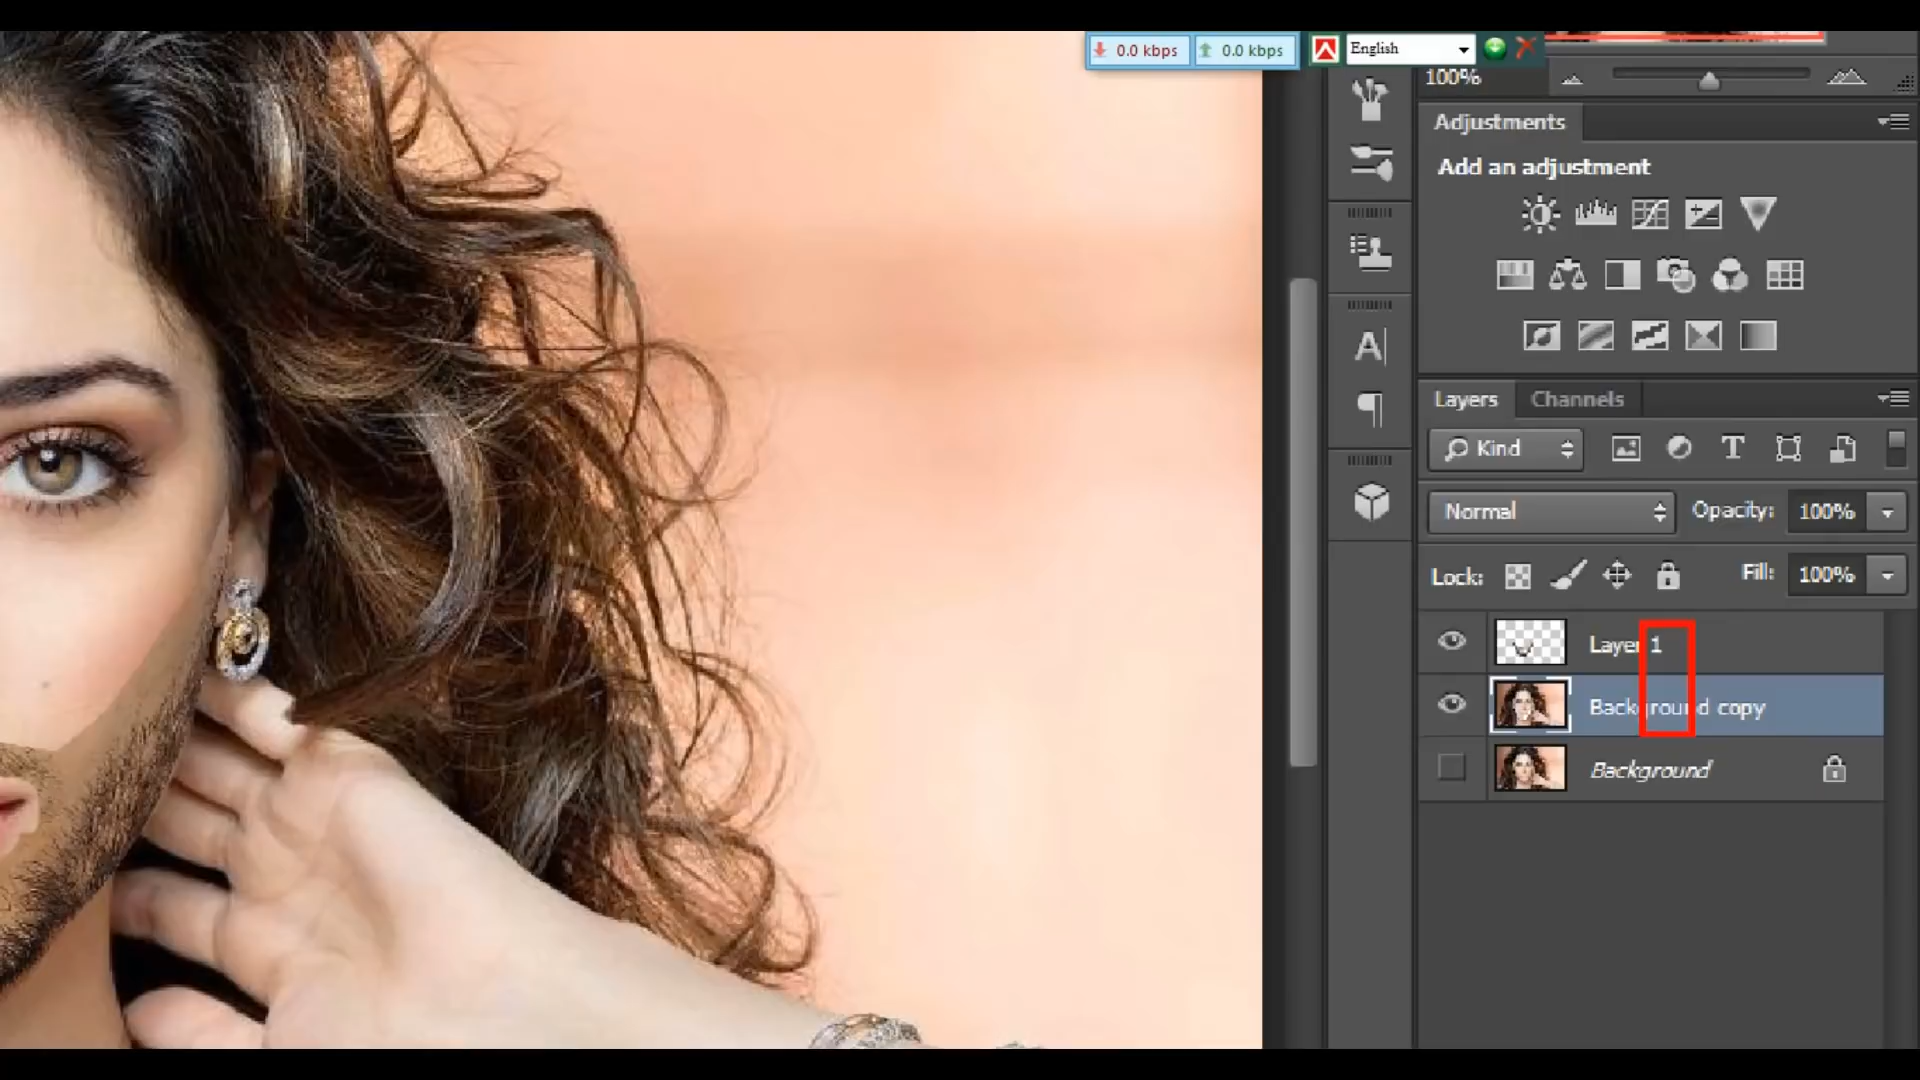 0.0 kbps 0.0 kbps English
100%
Adjustments
Add an adjustment
Layers Channels
Kind
Normal Opacity: 100%
Lock: Fill: 100%
Layer 1
Background copy
Background